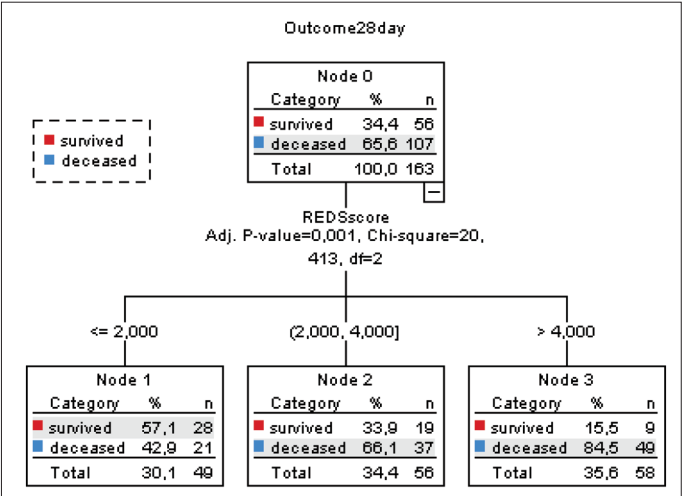 Outcome28day
Node 0
Category % n
survived 34,4 56
deceased 65,6 107
Total 100,0 163
survived
deceased
REDSscore
Adj. P-value=0,001, Chi-square=20,
413, df=2
<= 2,000
(2,000, 4,000]
> 4,000
Node 1
Category % n
survived 57,1 28
deceased 42,9 21
Total 30,1 49
Node 2
Category % n
survived 33,9 19
deceased 66,1 37
Total 34,4 56
Node 3
Category % n
survived 15,5 9
deceased 84,5 49
Total 35,6 58